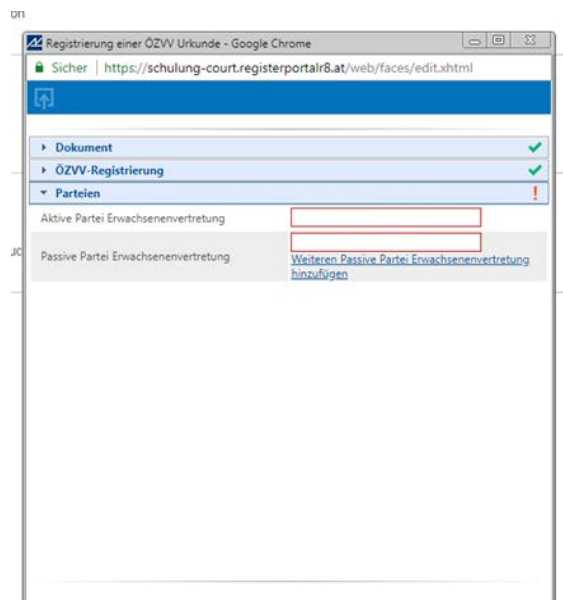 on
Registrierung einer ÖZVV Urkunde - Google Chrome
Sicher | https://schulung-court.registerportalr8.at/web/faces/edit.xhtml
Dokument
ÖZVV-Registrierung
Parteien !
Aktive Partei Erwachsenenvertretung
Passive Partei Erwachsenenvertretung
Weiteren Passive Partei Erwachsenenvertretung
hinzufügen